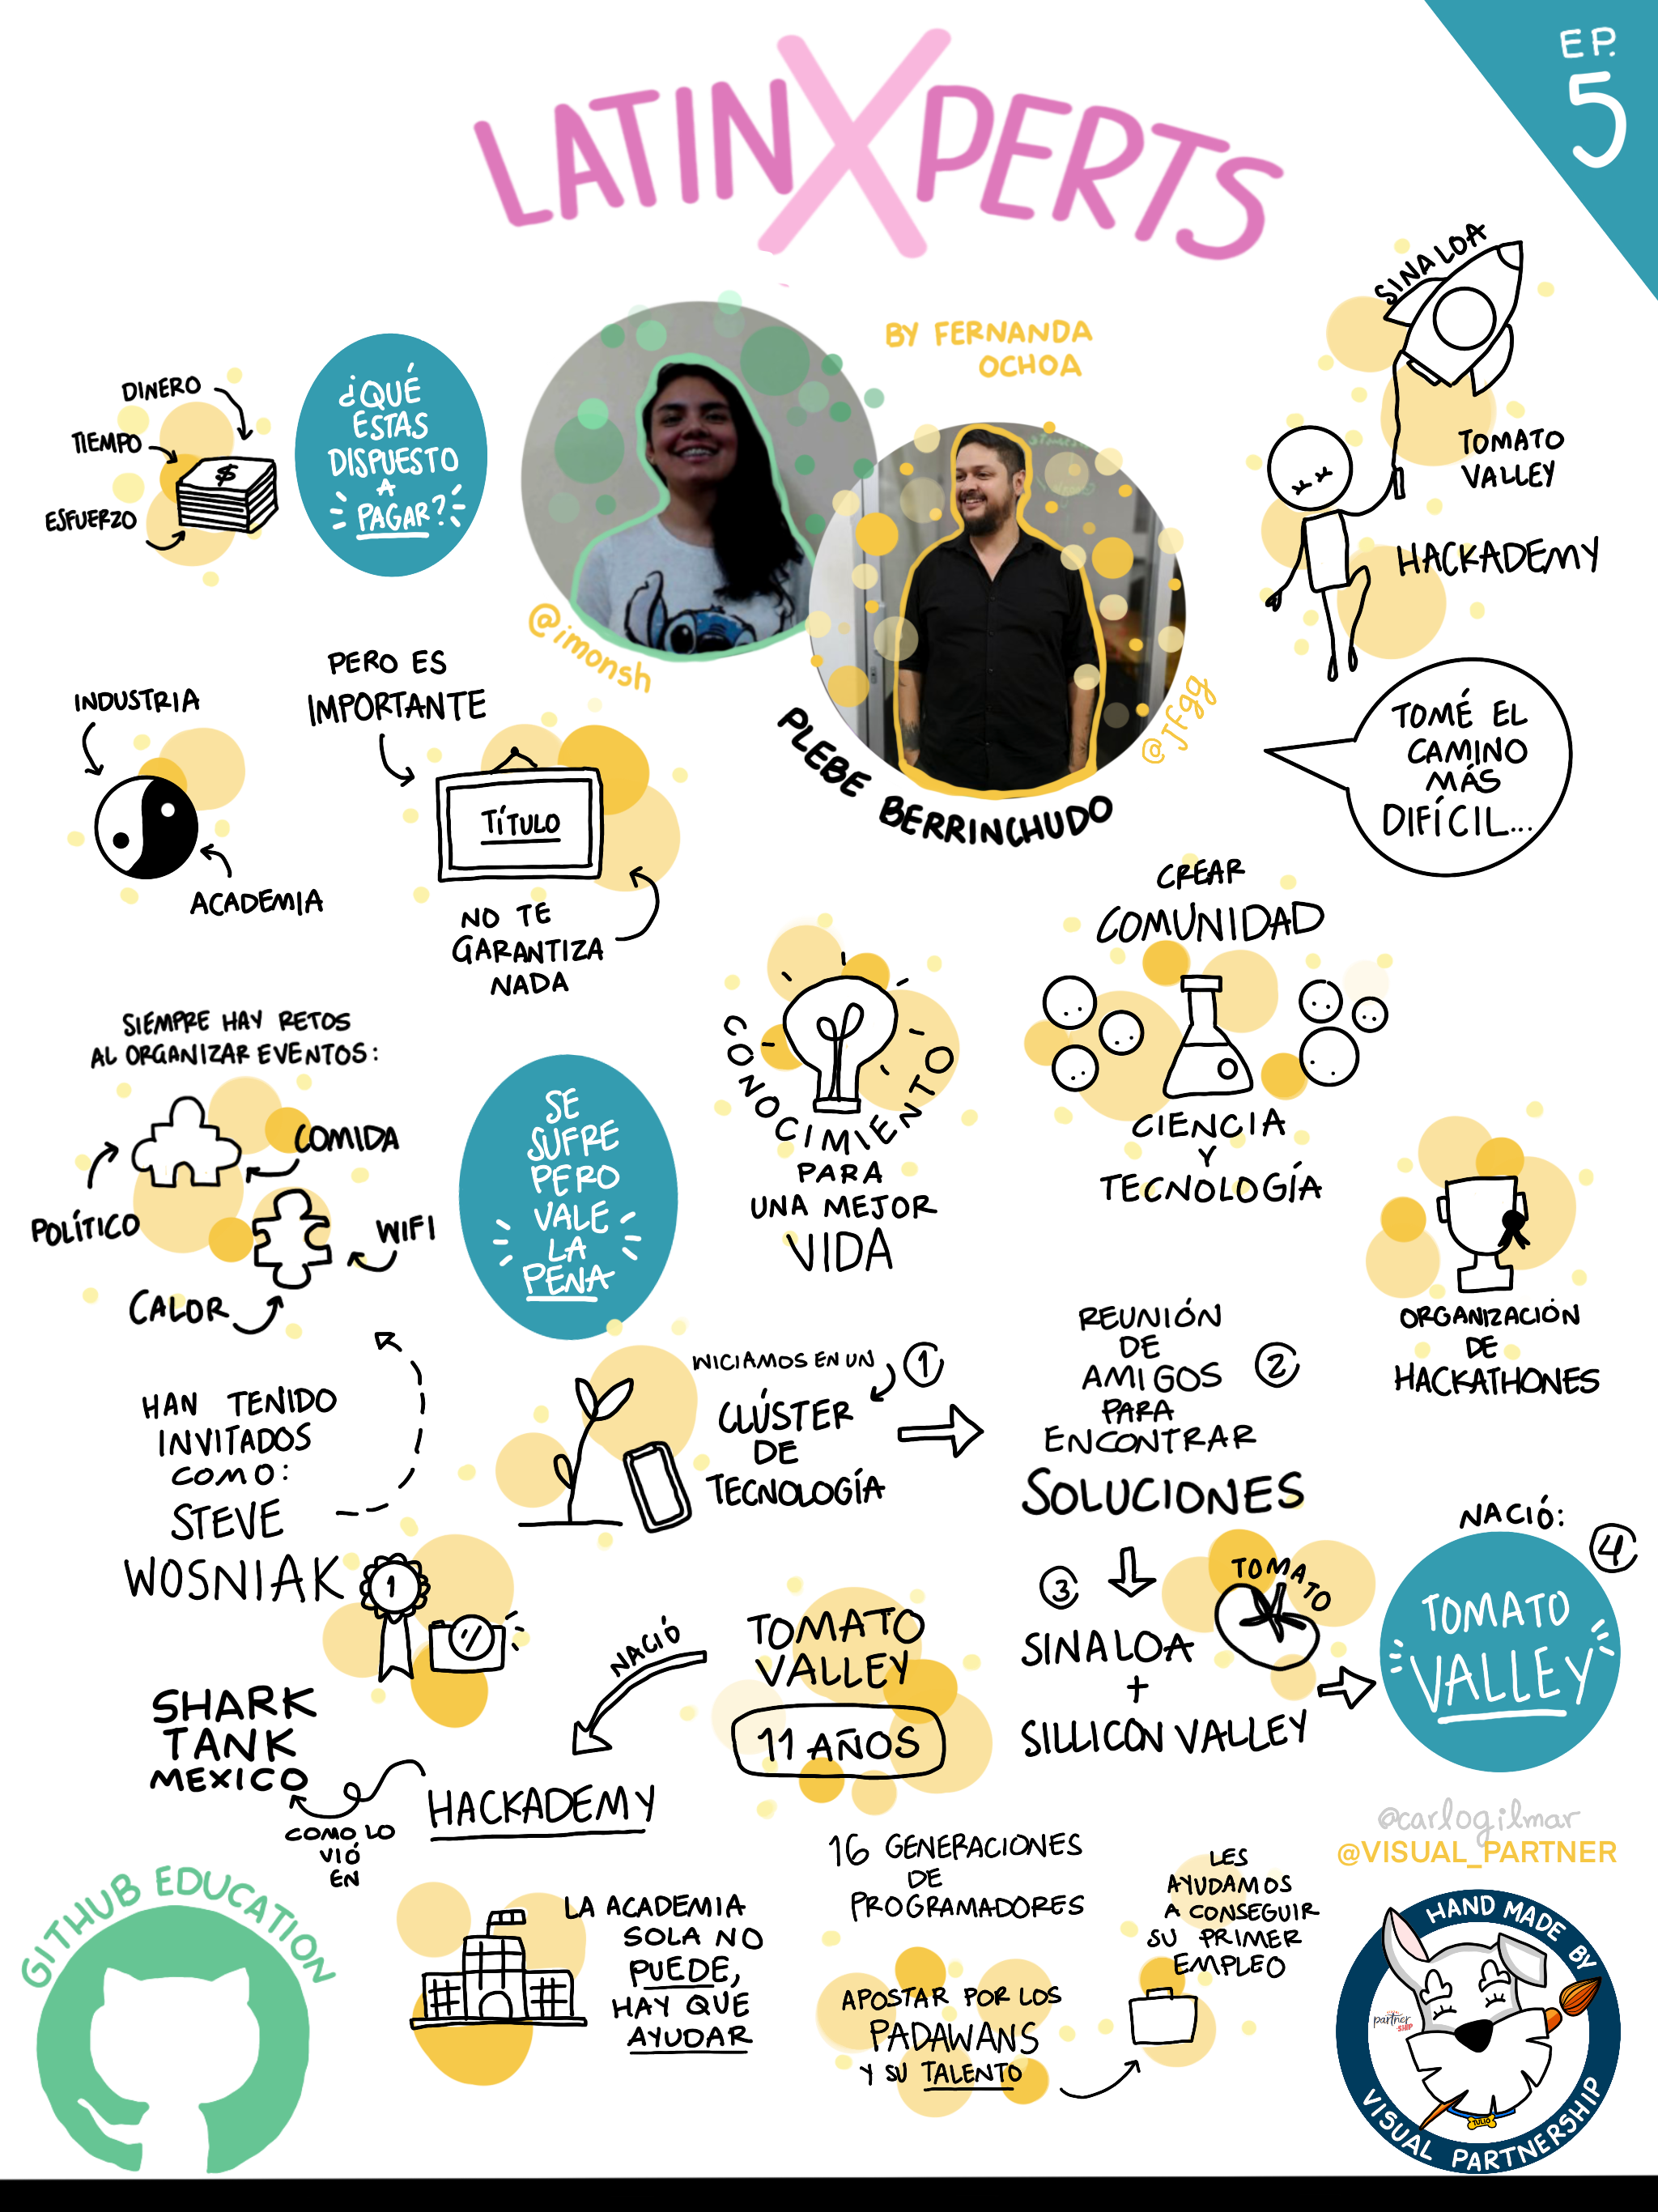 EP.
5
LATINXPERTS
BY FERNANDA
OCHOA
@imonsh
@jfgg
PLEBE BERRINCHUDO
DINERO
TIEMPO
ESFUERZO
$
¿QUÉ
ESTAS
DISPUESTO
A
PAGAR?
SINALOA
TOMATO
VALLEY
HACKADEMY
TOMÉ EL
CAMINO
MÁS
DIFÍCIL...
INDUSTRIA
ACADEMIA
PERO ES
IMPORTANTE
TÍTULO
NO TE
GARANTIZA
NADA
CREAR
COMUNIDAD
CIENCIA
Y
TECNOLOGÍA
CONOCIMIENTO
PARA
UNA MEJOR
VIDA
SIEMPRE HAY RETOS
AL ORGANIZAR EVENTOS:
COMIDA
POLÍTICO
WIFI
CALOR
SE
SUFRE
PERO
VALE
LA
PENA
ORGANIZACIÓN
DE
HACKATHONES
HAN TENIDO
INVITADOS
COMO:
STEVE
WOSNIAK
1
INICIAMOS EN UN
1
CLÚSTER
DE
TECNOLOGÍA
REUNIÓN
DE
AMIGOS
PARA
ENCONTRAR
SOLUCIONES
2
3
SINALOA
+
SILLICON VALLEY
TOMATO
NACIÓ:
4
TOMATO
VALLEY
TOMATO
VALLEY
11 AÑOS
NACIÓ
HACKADEMY
COMO LO
VIÓ
EN
SHARK
TANK
MEXICO
16 GENERACIONES
DE
PROGRAMADORES
LA ACADEMIA
SOLA NO
PUEDE,
HAY QUE
AYUDAR
APOSTAR POR LOS
PADAWANS
Y SU TALENTO
LES
AYUDAMOS
A CONSEGUIR
SU PRIMER
EMPLEO
GITHUB EDUCATION
@carlogilmar
@VISUAL_PARTNER
HAND MADE BY
VISUAL PARTNERSHIP
partner
SHIP
TULIO